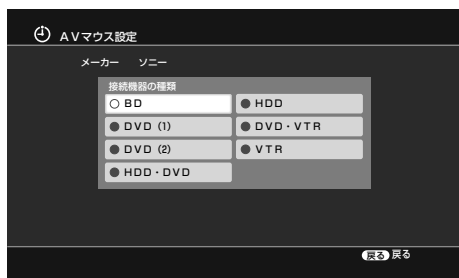 AVマウス設定
メーカー ソニー
接続機器の種類
BD HDD
DVD (1) DVD・VTR
DVD (2) VTR
HDD・DVD
戻る 戻る